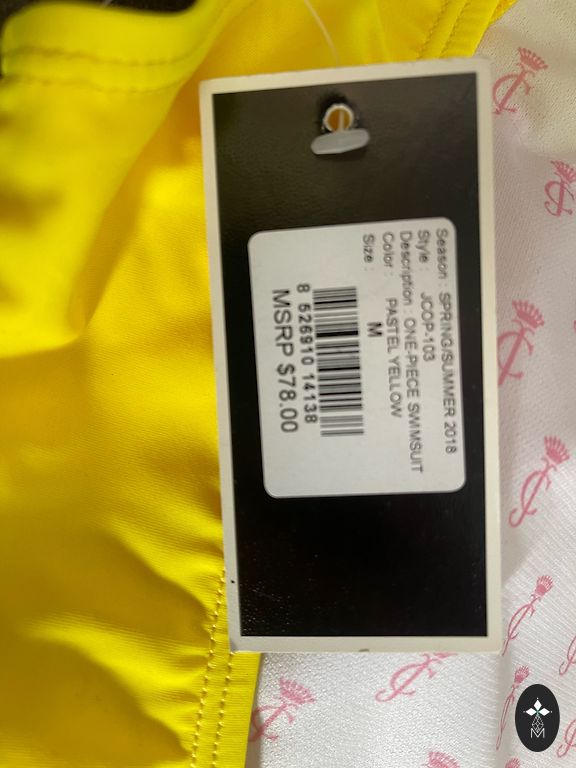 Season : SPRING/SUMMER 2018
Style : JCOP-103
Description : ONE-PIECE SWIMSUIT
Color : PASTEL YELLOW
Size : M
8 526910 14138
MSRP $78.00
M